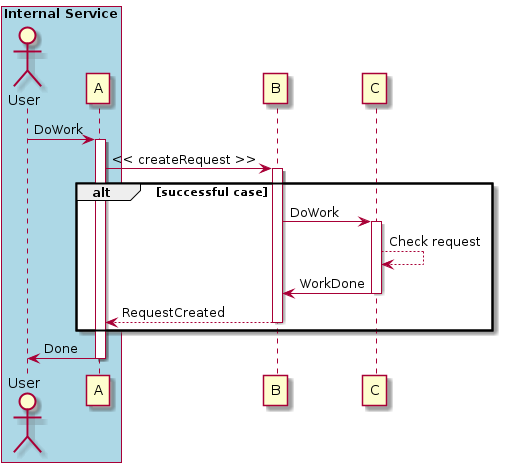 Internal Service
User
A
B
C
DoWork
<< createRequest >>
alt [successful case]
DoWork
Check request
WorkDone
RequestCreated
Done
User
A
B
C